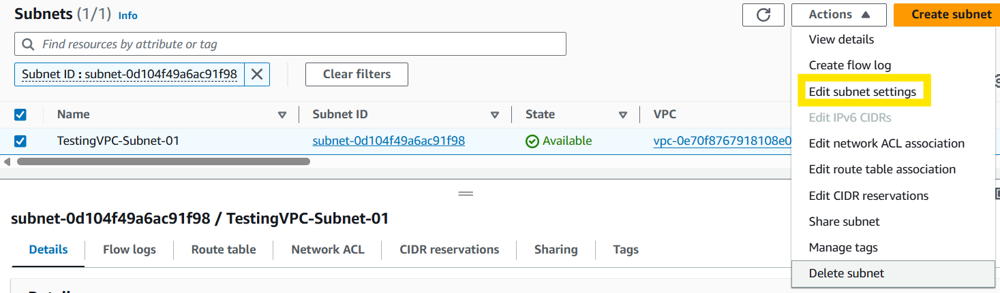 Subnets (1/1) Info
Actions
Create subnet
Find resources by attribute or tag
Subnet ID : subnet-0d104f49a6ac91f98
Clear filters
Name Subnet ID State VPC
TestingVPC-Subnet-01 subnet-0d104f49a6ac91f98 Available vpc-0e70f8767918108e0
View details
Create flow log
Edit subnet settings
Edit IPv6 CIDRs
Edit network ACL association
Edit route table association
Edit CIDR reservations
Share subnet
Manage tags
Delete subnet
subnet-0d104f49a6ac91f98 / TestingVPC-Subnet-01
Details Flow logs Route table Network ACL CIDR reservations Sharing Tags